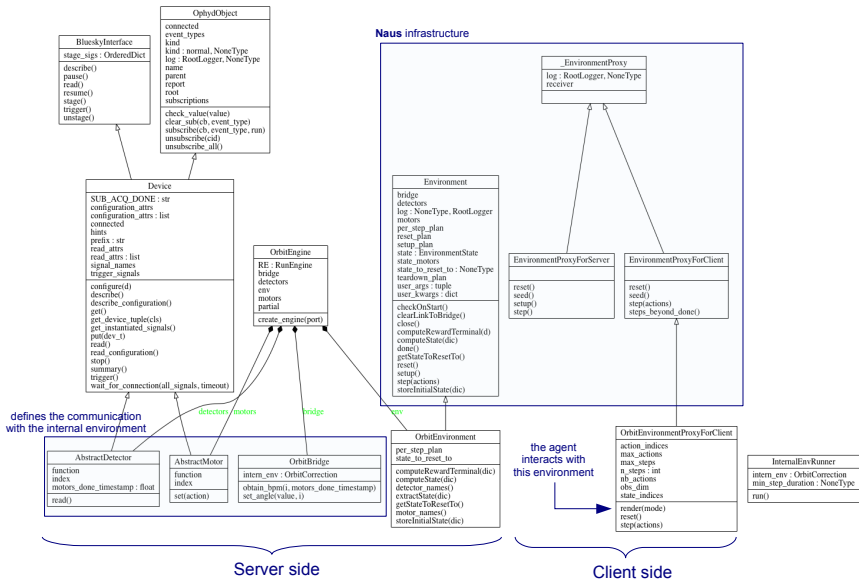 OphydObject
connected
event_types
kind
kind : normal, NoneType
log : RootLogger, NoneType
name
parent
report
root
subscriptions
check_value(value)
clear_sub(cb, event_type)
subscribe(cb, event_type, run)
unsubscribe(cid)
unsubscribe_all()
BlueskyInterface
stage_sigs : OrderedDict
describe()
pause()
read()
resume()
stage()
trigger()
unstage()
Naus infrastructure
_EnvironmentProxy
log : RootLogger, NoneType
receiver
Device
SUB_ACQ_DONE : str
configuration_attrs
configuration_attrs : list
connected
hints
prefix : str
read_attrs
read_attrs : list
signal_names
trigger_signals
configure(d)
describe()
describe_configuration()
get()
get_device_tuple(cls)
get_instantiated_signals()
put(dev_t)
read()
read_configuration()
stop()
summary()
trigger()
wait_for_connection(all_signals, timeout)
OrbitEngine
RE : RunEngine
bridge
detectors
env
motors
partial
create_engine(port)
Environment
bridge
detectors
log : NoneType, RootLogger
motors
per_step_plan
reset_plan
setup_plan
state : EnvironmentState
state_motors
state_to_reset_to : NoneType
teardown_plan
user_args : tuple
user_kwargs : dict
checkOnStart()
clearLinkToBridge()
close()
computeRewardTerminal(d)
computeState(dic)
done()
getStateToResetTo()
reset()
setup()
step(actions)
storeInitialState(dic)
EnvironmentProxyForServer
reset()
seed()
setup()
step()
EnvironmentProxyForClient
reset()
seed()
step(actions)
steps_beyond_done()
defines the communication
with the internal environment
detectors
motors
bridge
env
AbstractDetector
function
index
motors_done_timestamp : float
read()
AbstractMotor
function
index
set(action)
OrbitBridge
intern_env : OrbitCorrection
obtain_bpm(i, motors_done_timestamp)
set_angle(value, i)
OrbitEnvironment
per_step_plan
state_to_reset_to
computeRewardTerminal(dic)
computeState(dic)
detector_names()
extractState(dic)
getStateToResetTo()
motor_names()
storeInitialState(dic)
the agent
interacts with
this environment
OrbitEnvironmentProxyForClient
action_indices
max_actions
max_steps
n_steps : int
nb_actions
obs_dim
state_indices
render(mode)
reset()
step(actions)
InternalEnvRunner
intern_env : OrbitCorrection
min_step_duration : NoneType
run()
Server side
Client side